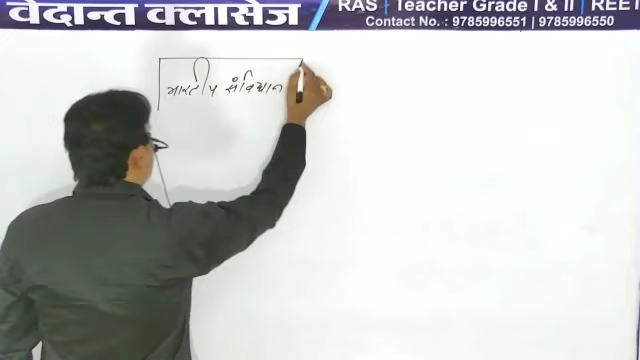 वेदान्त क्लासेज
RAS | Teacher Grade I & II | REET
Contact No. : 9785996551 | 9785996550
भारतीय संविधान